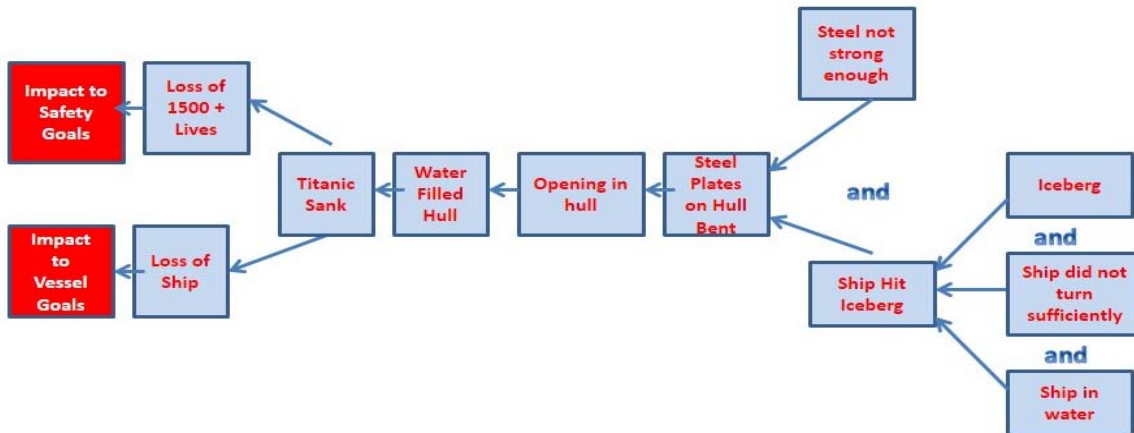 Steel not
strong
enough
Impact to
Safety
Goals
Loss of
1500 +
Lives
Titanic
Sank
Water
Filled
Hull
Opening in
hull
Steel
Plates
on Hull
Bent
and
Iceberg
and
Impact
to
Vessel
Goals
Loss of
Ship
Ship Hit
Iceberg
Ship did not
turn
sufficiently
and
Ship in
water